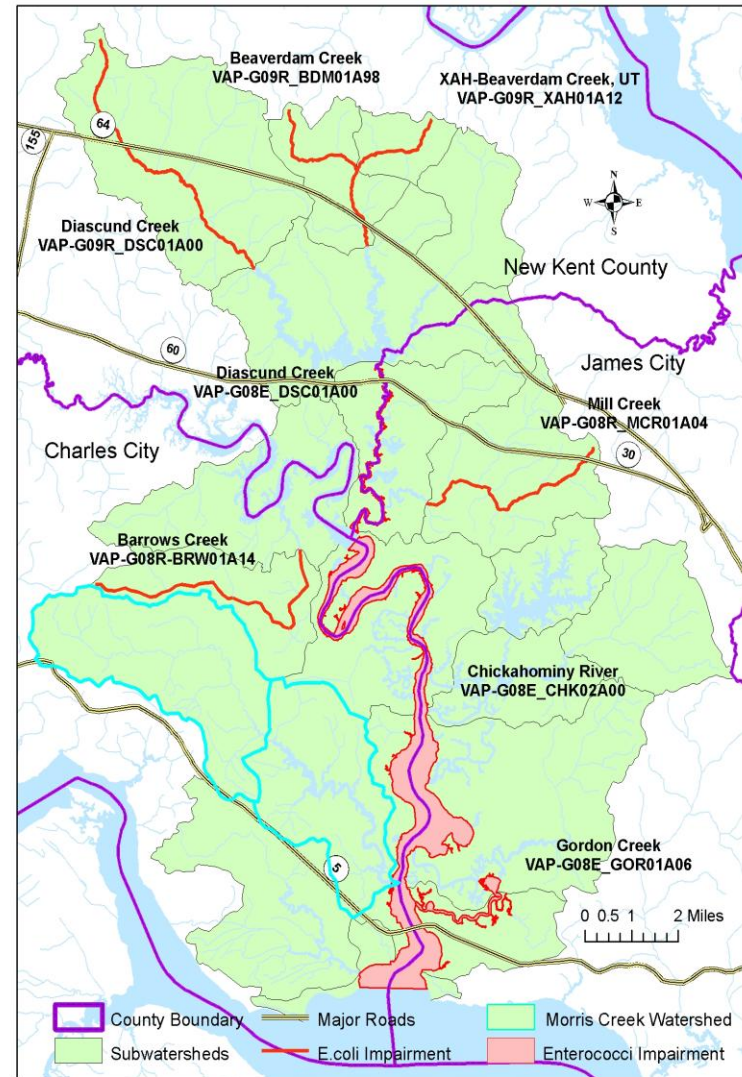 Beaverdam Creek
VAP-G09R_BDM01A98
XAH-Beaverdam Creek, UT
VAP-G09R_XAH01A12
155
64
N
W E
S
Diascund Creek
VAP-G09R_DSC01A00
New Kent County
60
Diascund Creek
VAP-G08E_DSC01A00
James City
Mill Creek
VAP-G08R_MCR01A04
Charles City
30
Barrows Creek
VAP-G08R-BRW01A14
Chickahominy River
VAP-G08E_CHK02A00
5
Gordon Creek
VAP-G08E_GOR01A06
0 0.5 1 2 Miles
County Boundary Major Roads Morris Creek Watershed
Subwatersheds E.coli Impairment Enterococci Impairment